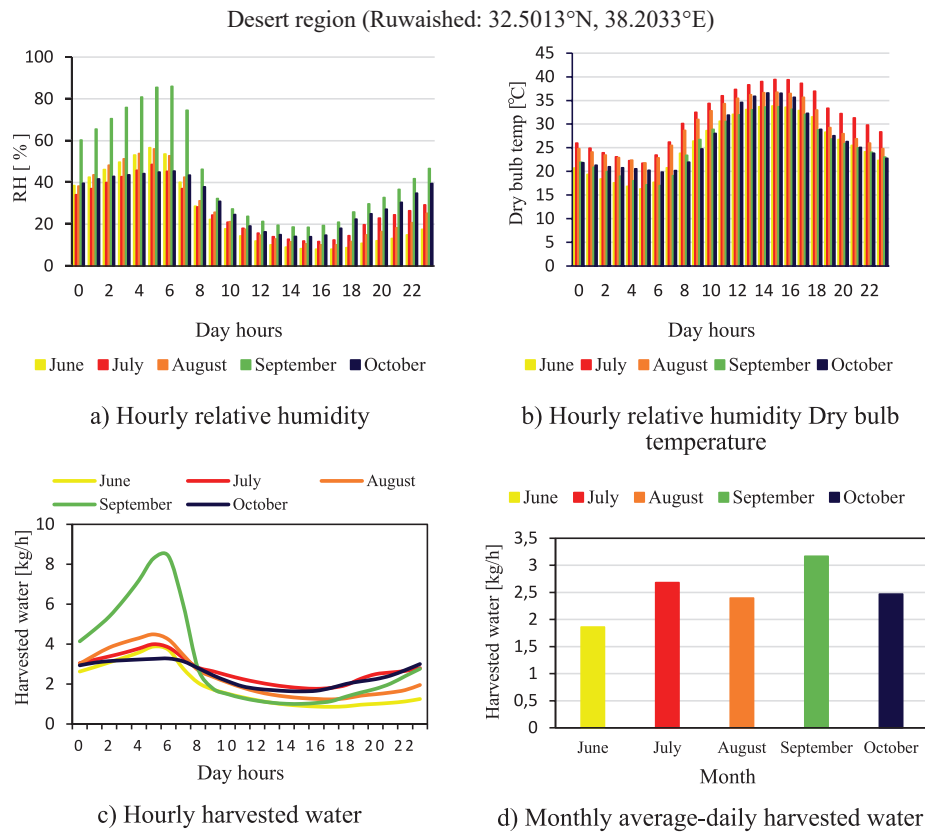 Desert region (Ruwaished: 32.5013°N, 38.2033°E)
100
80
60
40
20
0
RH [ %]
0 2 4 6 8 10 12 14 16 18 20 22
Day hours
June July August September October
a) Hourly relative humidity
45
40
35
30
25
20
15
10
5
0
Dry bulb temp [°C]
0 2 4 6 8 10 12 14 16 18 20 22
Day hours
June July August September October
b) Hourly relative humidity Dry bulb
temperature
June July August
September October
10
8
6
4
2
0
Harvested water [kg/h]
0 2 4 6 8 10 12 14 16 18 20 22
Day hours
c) Hourly harvested water
June July August September October
3,5
3
2,5
2
1,5
1
0,5
0
Harvested water [kg/h]
June July August September October
Month
d) Monthly average-daily harvested water